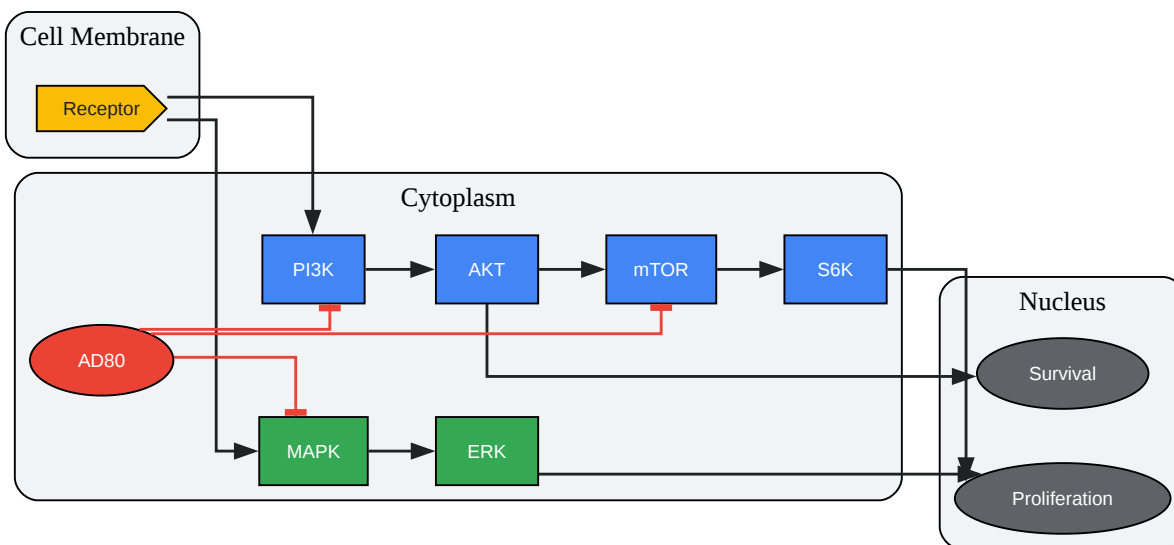 Cell Membrane
Receptor
Cytoplasm
PI3K
AKT
mTOR
S6K
Nucleus
AD80
Survival
MAPK
ERK
Proliferation